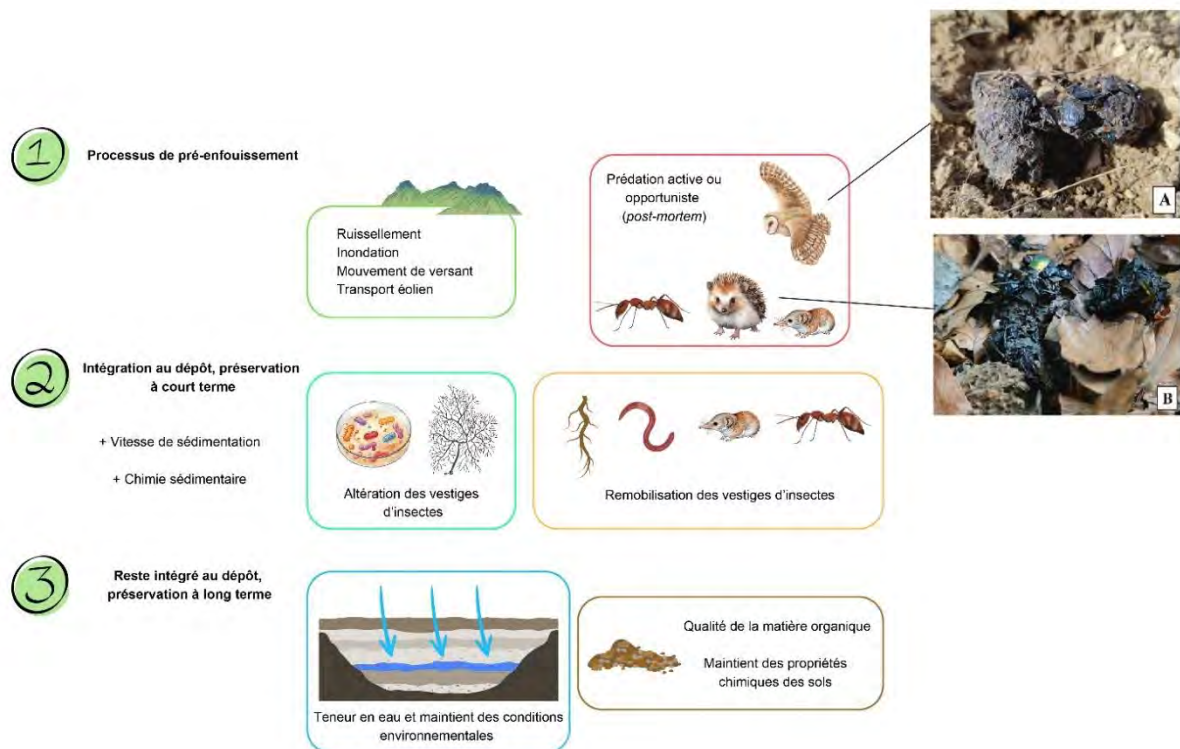 1
Processus de pré-enfouissement
Ruissellement
Inondation
Mouvement de versant
Transport éolien
Prédation active ou
opportuniste
(post-mortem)
A
B
2
Intégration au dépôt, préservation
à court terme
+ Vitesse de sédimentation
+ Chimie sédimentaire
Altération des vestiges
d'insectes
Remobilisation des vestiges d'insectes
3
Reste intégré au dépôt,
préservation à long terme
Teneur en eau et maintient des conditions
environnementales
Qualité de la matière organique
Maintient des propriétés
chimiques des sols